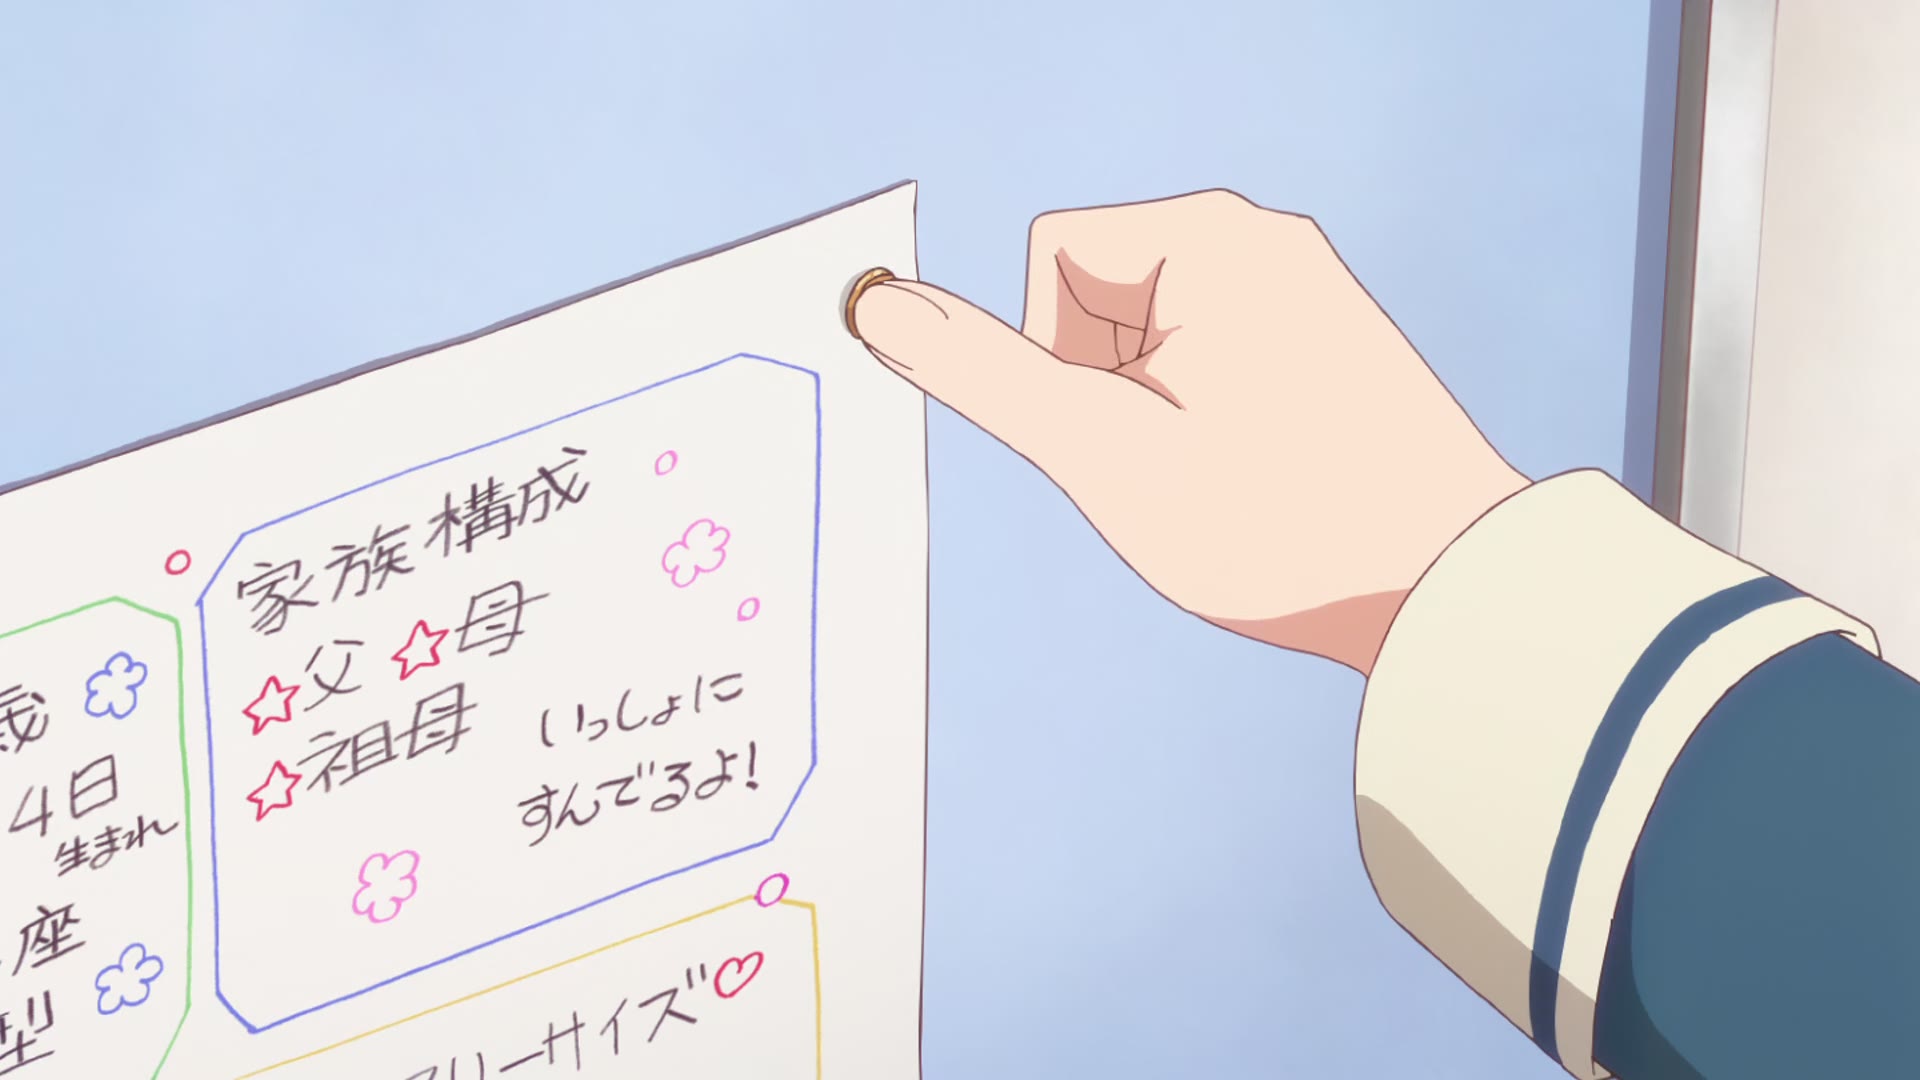 家族構成
☆父 ☆母
☆祖母
いっしょに
すんでるよ!
歳
4日
生まれ
座
型
リーサイズ♡